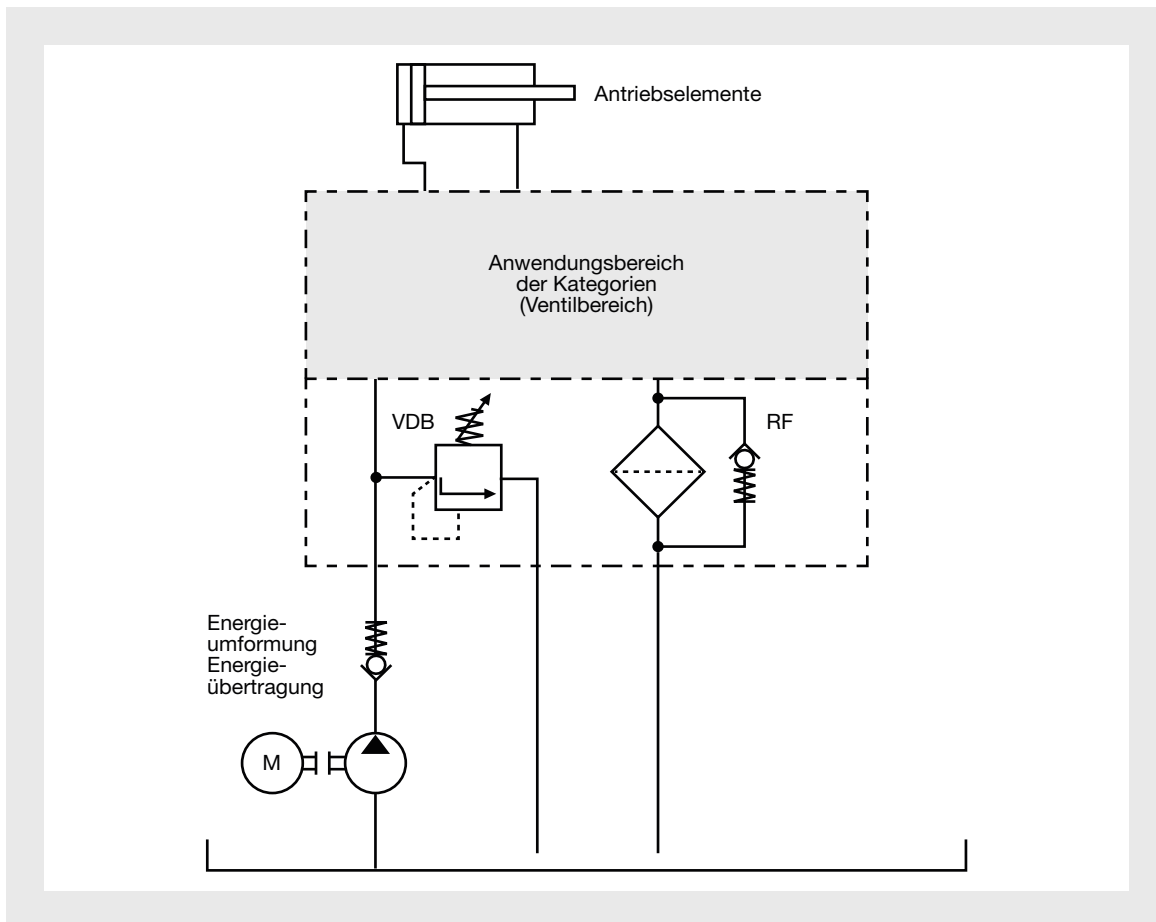 Antriebselemente
Anwendungsbereich
der Kategorien
(Ventilbereich)
VDB
RF
Energie-
umformung
Energie-
übertragung
M